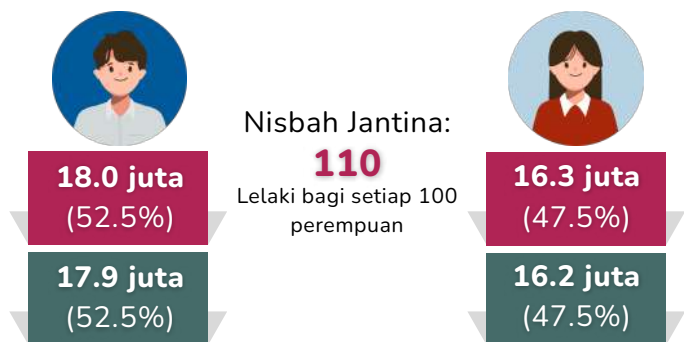 Nisbah Jantina:
110
Lelaki bagi setiap 100
perempuan
18.0 juta
(52.5%)
17.9 juta
(52.5%)
16.3 juta
(47.5%)
16.2 juta
(47.5%)